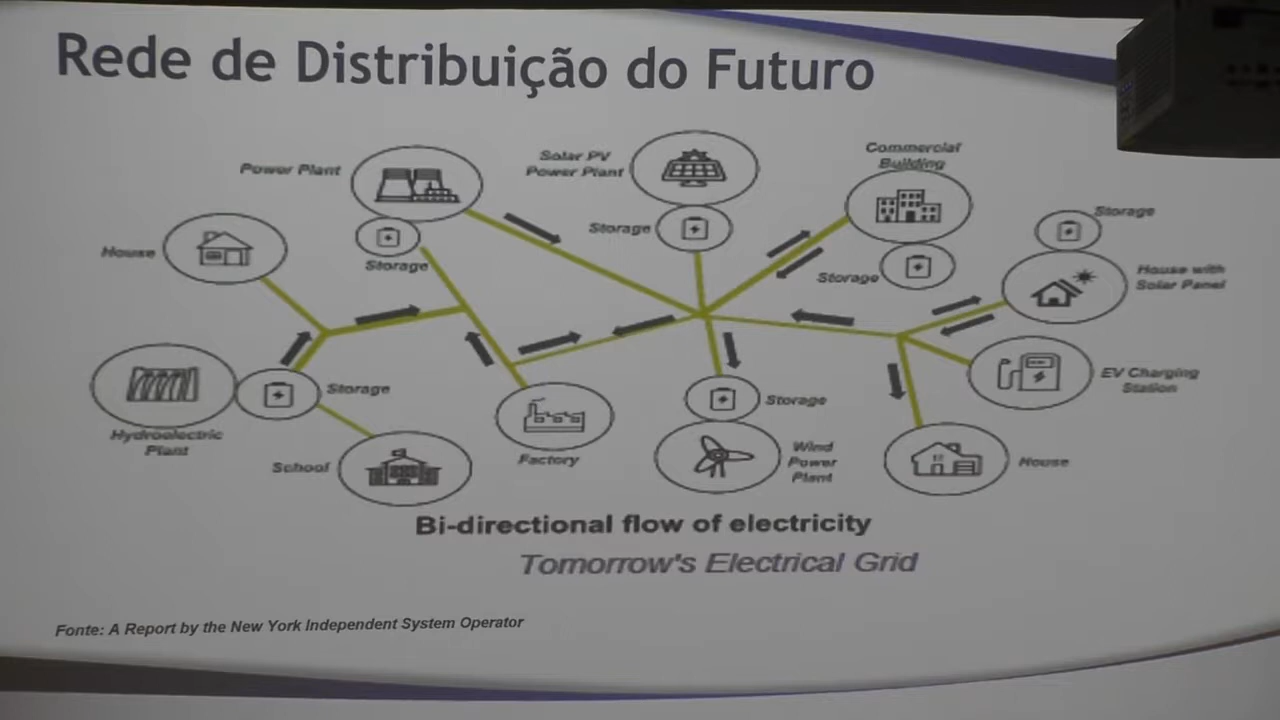 Rede de Distribuição do Futuro
Power Plant
Solar PV
Power Plant
Commercial
Building
Storage
House
Storage
Storage
Storage
House with
Solar Panel
Storage
EV Charging
Station
Storage
Hydroelectric
Plant
School
Factory
Wind
Power
Plant
House
Bi-directional flow of electricity
Tomorrow's Electrical Grid
Fonte: A Report by the New York Independent System Operator